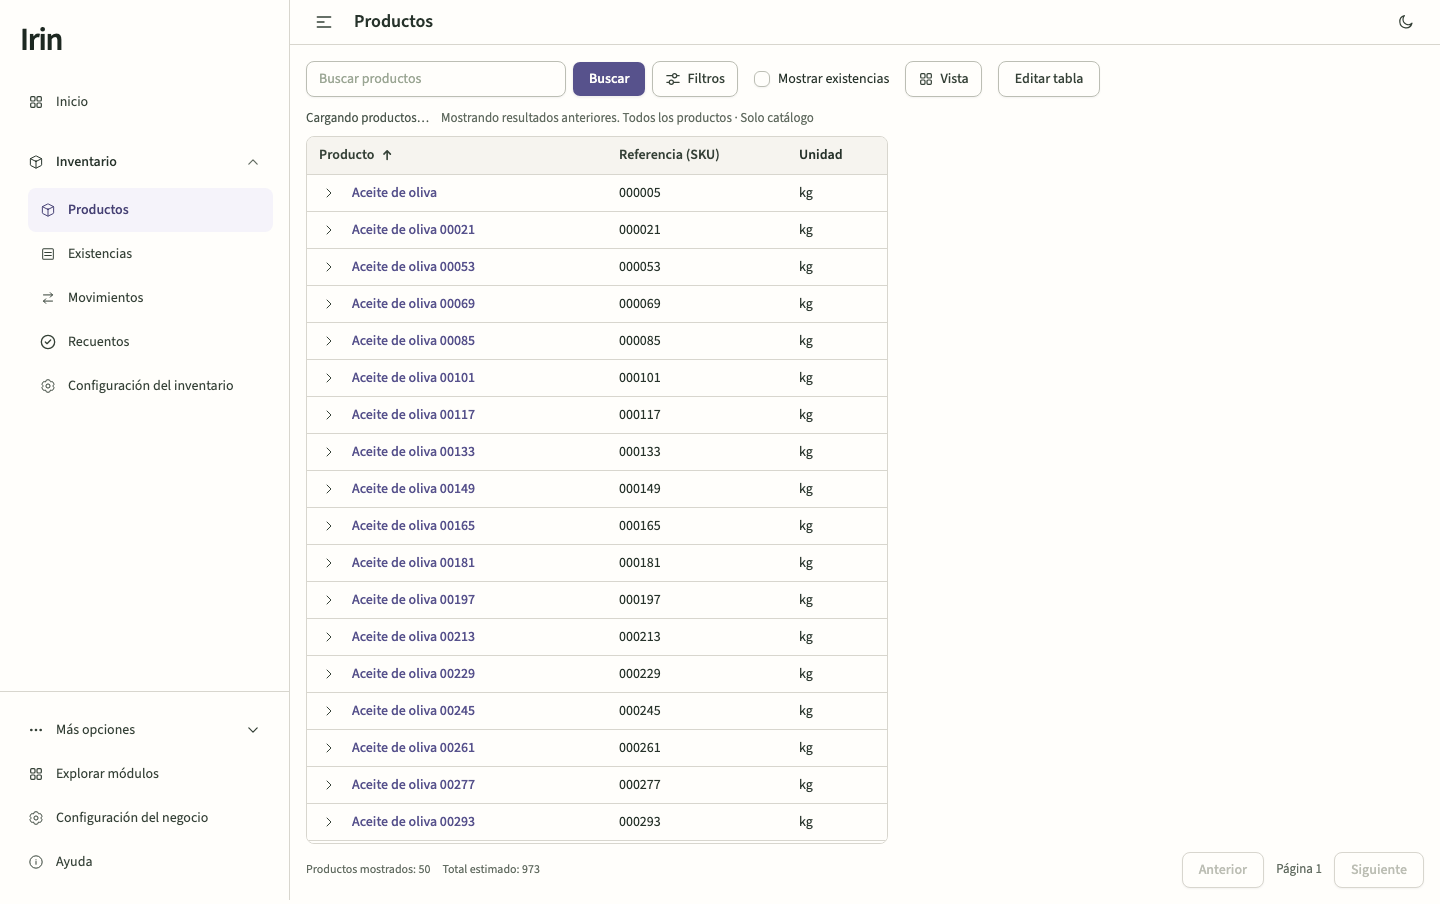 Irin
Inicio
Inventario
Productos
Existencias
Movimientos
Recuentos
Configuración del inventario
Más opciones
Explorar módulos
Configuración del negocio
Ayuda
Productos
Buscar productos Buscar Filtros Mostrar existencias Vista Editar tabla
Cargando productos… Mostrando resultados anteriores. Todos los productos · Solo catálogo
Producto ↑ Referencia (SKU) Unidad
Aceite de oliva 000005 kg
Aceite de oliva 00021 000021 kg
Aceite de oliva 00053 000053 kg
Aceite de oliva 00069 000069 kg
Aceite de oliva 00085 000085 kg
Aceite de oliva 00101 000101 kg
Aceite de oliva 00117 000117 kg
Aceite de oliva 00133 000133 kg
Aceite de oliva 00149 000149 kg
Aceite de oliva 00165 000165 kg
Aceite de oliva 00181 000181 kg
Aceite de oliva 00197 000197 kg
Aceite de oliva 00213 000213 kg
Aceite de oliva 00229 000229 kg
Aceite de oliva 00245 000245 kg
Aceite de oliva 00261 000261 kg
Aceite de oliva 00277 000277 kg
Aceite de oliva 00293 000293 kg
Productos mostrados: 50 Total estimado: 973 Anterior Página 1 Siguiente